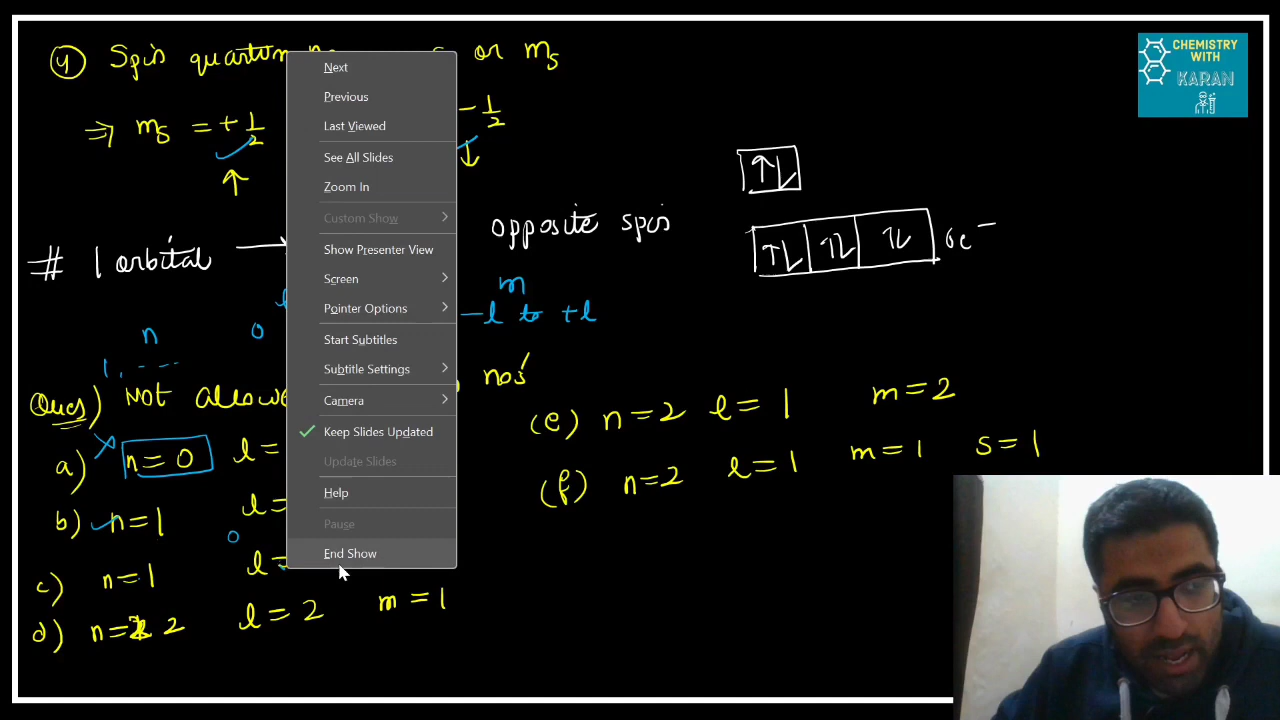 4) Spin quantum s or ms
CHEMISTRY
WITH
KARAN
⇒ ms = +1/2 -1/2
↑ ↓
↑↓
# 1 orbital → opposite spin
↑↓ ↑↓ ↑↓ 6e⁻
n m
1, ---- 0 -l to +l
Ques) Not allowe nos'
a) n=0 l=
b) n=1 l=
0
c) n=1 l=
d) n= 2 l=2 m=1
(e) n=2 l=1 m=2
(f) n=2 l=1 m=1 s=1
Next
Previous
Last Viewed
See All Slides
Zoom In
Custom Show
Show Presenter View
Screen
Pointer Options
Start Subtitles
Subtitle Settings
Camera
Keep Slides Updated
Update Slides
Help
Pause
End Show